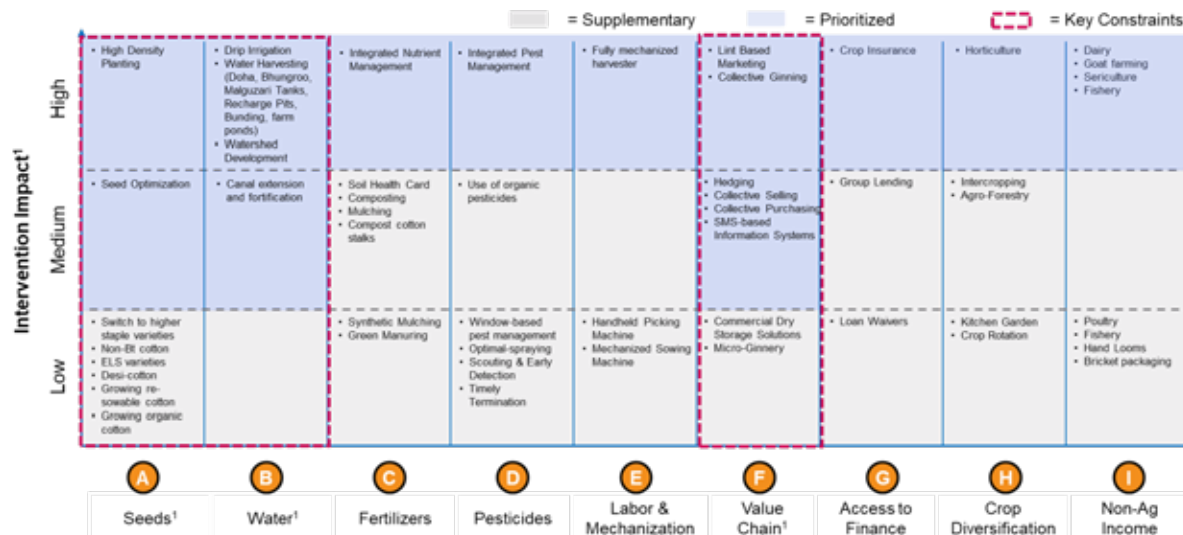 = Supplementary
= Prioritized
= Key Constraints
Intervention Impact¹
High
• High Density
Planting
• Drip Irrigation
• Water Harvesting
(Doha, Bhungroo,
Malguzari Tanks,
Recharge Pits,
Bunding, farm
ponds)
• Watershed
Development
• Integrated Nutrient
Management
• Integrated Pest
Management
• Fully mechanized
harvester
• Lint Based
Marketing
• Collective Ginning
• Crop Insurance
• Horticulture
• Dairy
• Goat farming
• Sericulture
• Fishery
Medium
• Seed Optimization
• Canal extension
and fortification
• Soil Health Card
• Composting
• Mulching
• Compost cotton
stalks
• Use of organic
pesticides
• Hedging
• Collective Selling
• Collective Purchasing
• SMS-based
Information Systems
• Group Lending
• Intercropping
• Agro-Forestry
Low
• Switch to higher
staple varieties
• Non-Bt cotton
• ELS varieties
• Desi-cotton
• Growing re-
sowable cotton
• Growing organic
cotton
• Synthetic Mulching
• Green Manuring
• Window-based
pest management
• Optimal-spraying
• Scouting & Early
Detection
• Timely
Termination
• Handheld Picking
Machine
• Mechanized Sowing
Machine
• Commercial Dry
Storage Solutions
• Micro-Ginnery
• Loan Waivers
• Kitchen Garden
• Crop Rotation
• Poultry
• Fishery
• Hand Looms
• Bricket packaging
A
B
C
D
E
F
G
H
I
Seeds¹
Water¹
Fertilizers
Pesticides
Labor &
Mechanization
Value
Chain¹
Access to
Finance
Crop
Diversification
Non-Ag
Income